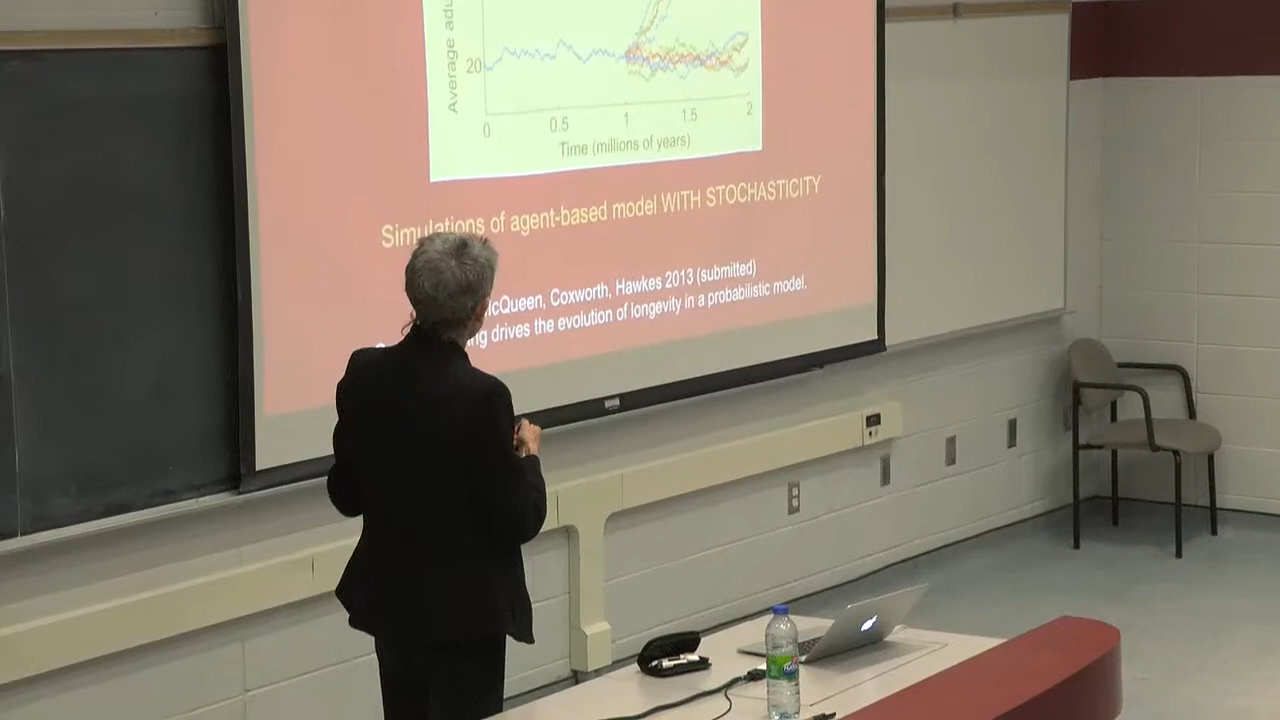 Average adu
20
0 0.5 1 1.5 2
Time (millions of years)
Simulations of agent-based model WITH STOCHASTICITY
McQueen, Coxworth, Hawkes 2013 (submitted)
drives the evolution of longevity in a probabilistic model.